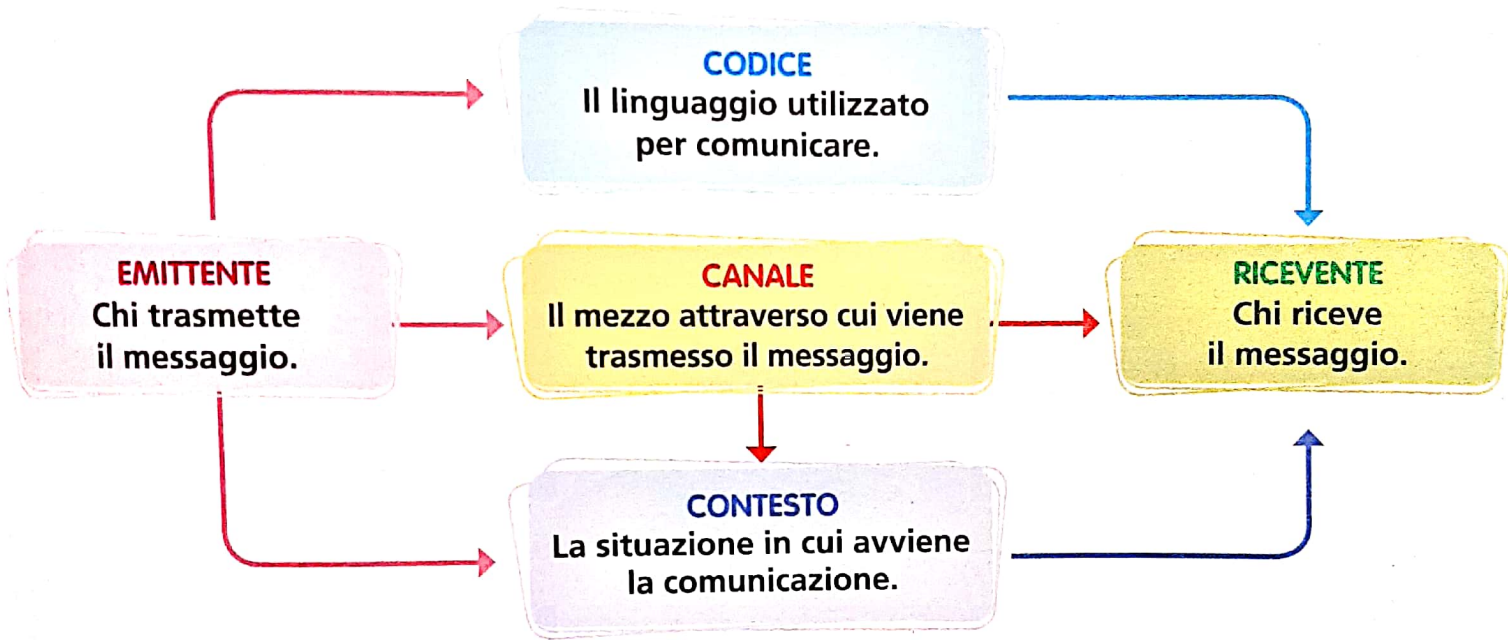 CODICE
Il linguaggio utilizzato
per comunicare.
EMITTENTE
Chi trasmette
il messaggio.
CANALE
Il mezzo attraverso cui viene
trasmesso il messaggio.
RICEVENTE
Chi riceve
il messaggio.
CONTESTO
La situazione in cui avviene
la comunicazione.